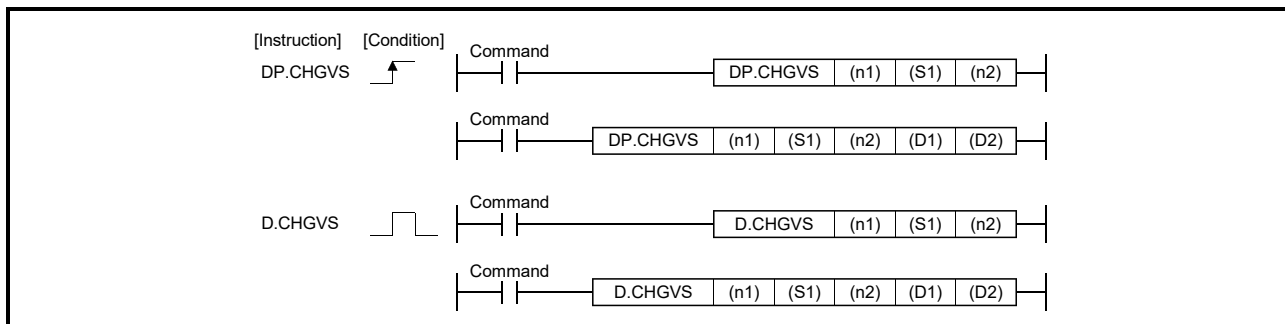 [Instruction] [Condition] Command
DP.CHGVS DP.CHGVS (n1) (S1) (n2)
Command
DP.CHGVS (n1) (S1) (n2) (D1) (D2)
Command
D.CHGVS D.CHGVS (n1) (S1) (n2)
Command
D.CHGVS (n1) (S1) (n2) (D1) (D2)